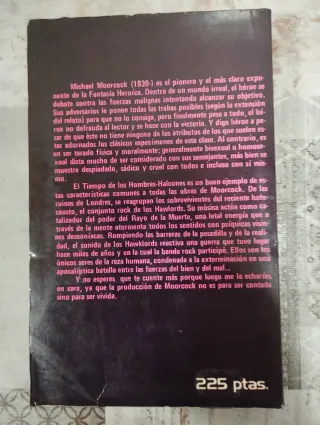 Michael Moorcock (1939-) es el pionero y el más claro expo-
nente de la Fantasía Heroica. Dentro de un mundo irreal, el héroe se
debate contra las fuerzas malignas intentando alcanzar su objetivo.
Sus adversarios le ponen todas las trabas posibles (según la extensión
del relato) para que no lo consiga, pero finalmente pese a todo, el hé-
roe no defrauda al lector y se hace con la victoria. Y digo héroe a pe-
sar de que éste no tiene ninguno de los atributos de los que suelen es-
tar adornados los clásicos especímenes de esta clase. Al contrario, es
un ser tarado física y moralmente; generalmente bisexual u homose-
xual dista mucho de ser considerado con sus semejantes, más bien se
muestra despiadado, sádico y cruel con todos e incluso con sí mis-
mo.
El Tiempo de los Hombres-Halcones es un buen ejemplo de es-
tas características comunes a todas las obras de Moorcock. De las
ruinas de Londres, se reagrupan los sobrevivientes del reciente holo-
causto, el conjunto rock de los Hawklords. Su música actúa como ca-
talizador del poder del Rayo de la Muerte, una letal energía que a
través de la mente atormenta todos los sentidos con psíquicas visio-
nes demoníacas. Rompiendo las barreras de la pesadilla y de la reali-
dad, el sonido de los Hawklords reactiva una guerra que tuvo lugar
hace miles de años y en la cual la banda rock participó. Ellos son los
únicos seres de la raza humana, condenada a la exterminación en una
apocalíptica batalla entre las fuerzas del bien y del mal...
Y no esperes que te cuente más porque luego me lo echarías
en cara, ya que la producción de Moorcock no es para ser contada
sino para ser vivida.
225 ptas.